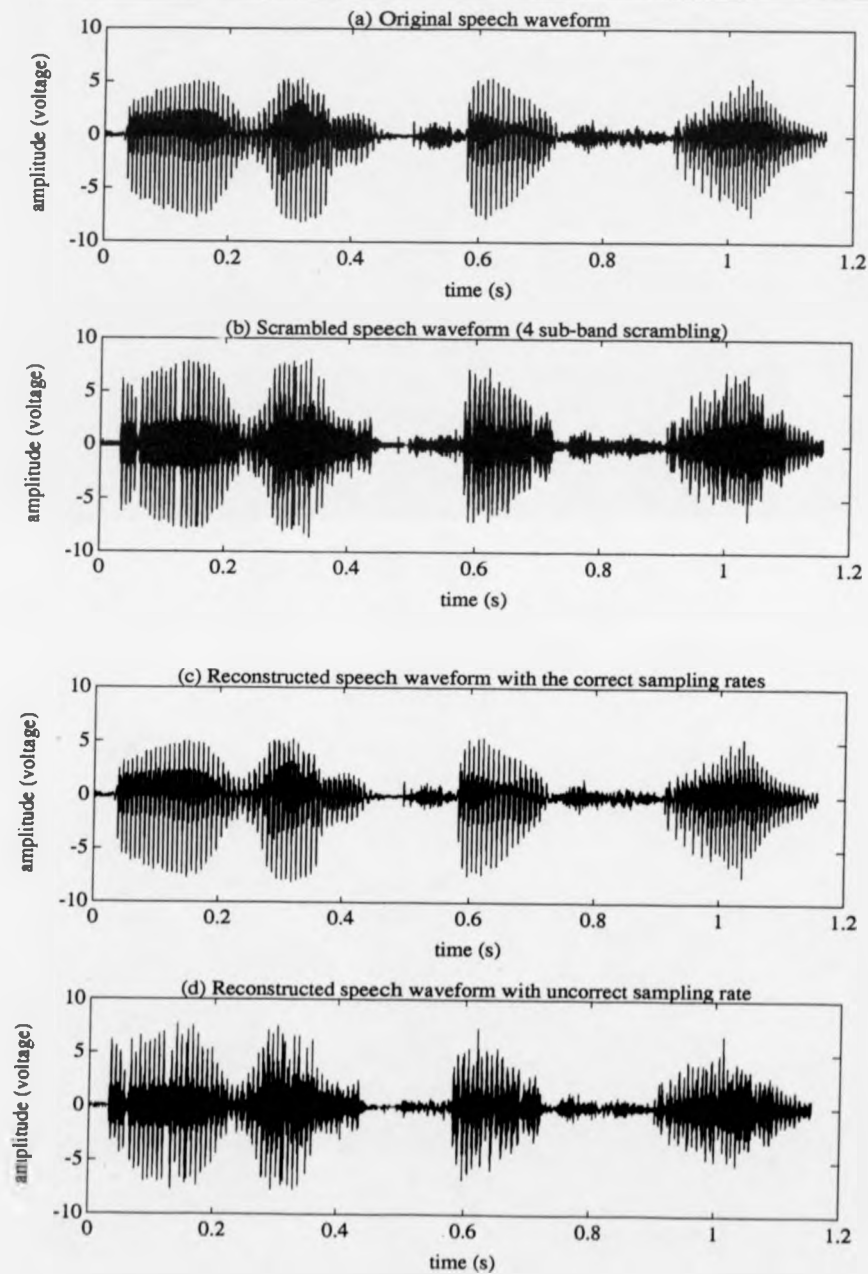 (a) Original speech waveform
10
5
0
-5
-10
amplitude (voltage)
0 0.2 0.4 0.6 0.8 1 1.2
time (s)
(b) Scrambled speech waveform (4 sub-band scrambling)
10
5
0
-5
-10
amplitude (voltage)
0 0.2 0.4 0.6 0.8 1 1.2
time (s)
(c) Reconstructed speech waveform with the correct sampling rates
10
5
0
-5
-10
amplitude (voltage)
0 0.2 0.4 0.6 0.8 1 1.2
time (s)
(d) Reconstructed speech waveform with uncorrect sampling rate
10
5
0
-5
-10
amplitude (voltage)
0 0.2 0.4 0.6 0.8 1 1.2
time (s)